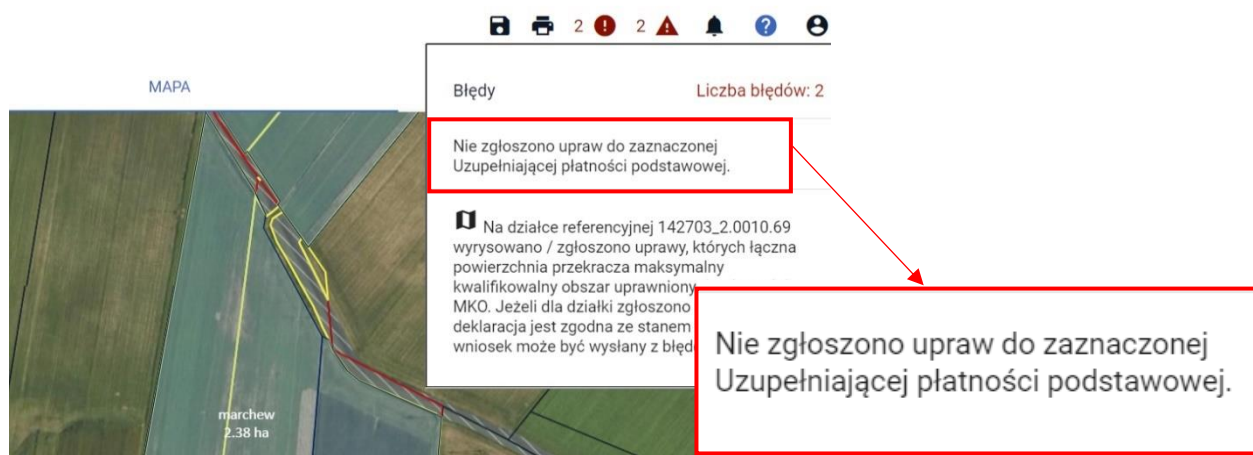 2 2
MAPA
Błędy Liczba błędów: 2
Nie zgłoszono upraw do zaznaczonej
Uzupełniającej płatności podstawowej.
Na działce referencyjnej 142703_2.0010.69
wyrysowano / zgłoszono uprawy, których łączna
powierzchnia przekracza maksymalny
kwalifikowalny obszar uprawniony
MKO. Jeżeli dla działki zgłoszono
deklaracja jest zgodna ze stanem
wniosek może być wysłany z
marchew
2.38 ha
Nie zgłoszono upraw do zaznaczonej
Uzupełniającej płatności podstawowej.